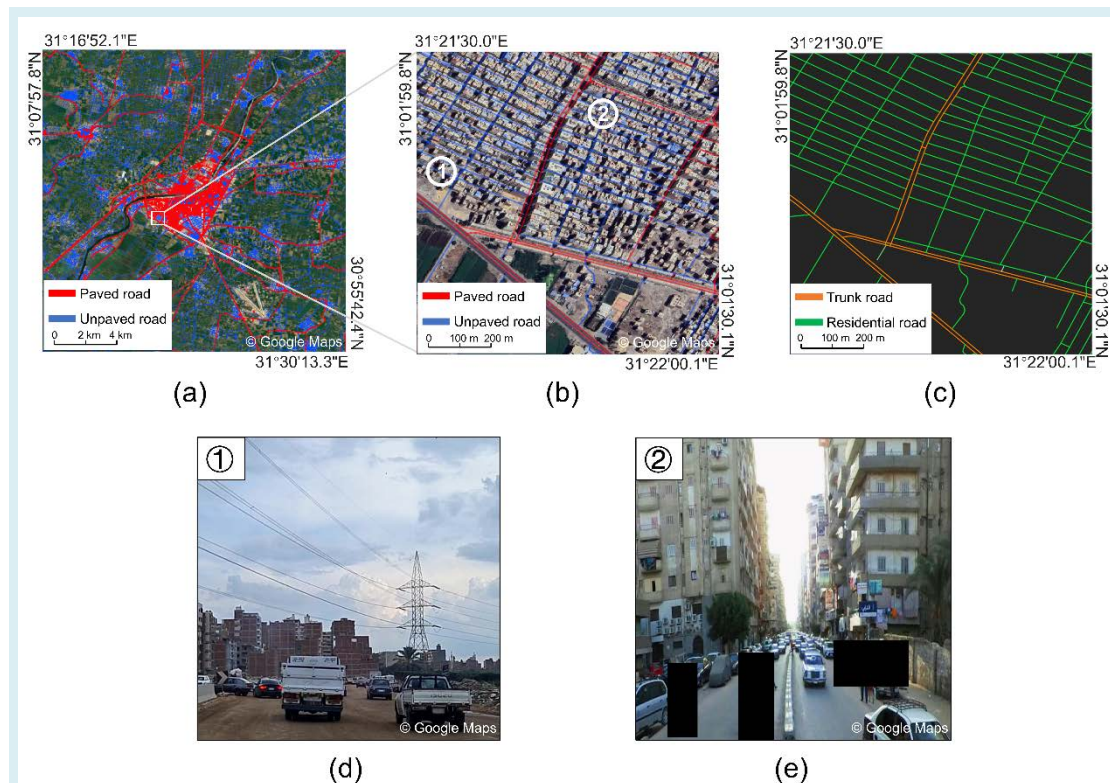 31°16'52.1"E
31°07'57.8"N
Paved road
Unpaved road
0 2 km 4 km
© Google Maps
30°55'42.4"N
31°30'13.3"E
(a)
31°21'30.0"E
31°01'59.8"N
①
②
Paved road
Unpaved road
0 100 m 200 m
© Google Maps
31°01'30.1"N
31°22'00.1"E
(b)
31°21'30.0"E
31°01'59.8"N
Trunk road
Residential road
0 100 m 200 m
31°01'30.1"N
31°22'00.1"E
(c)
①
© Google Maps
(d)
②
© Google Maps
(e)